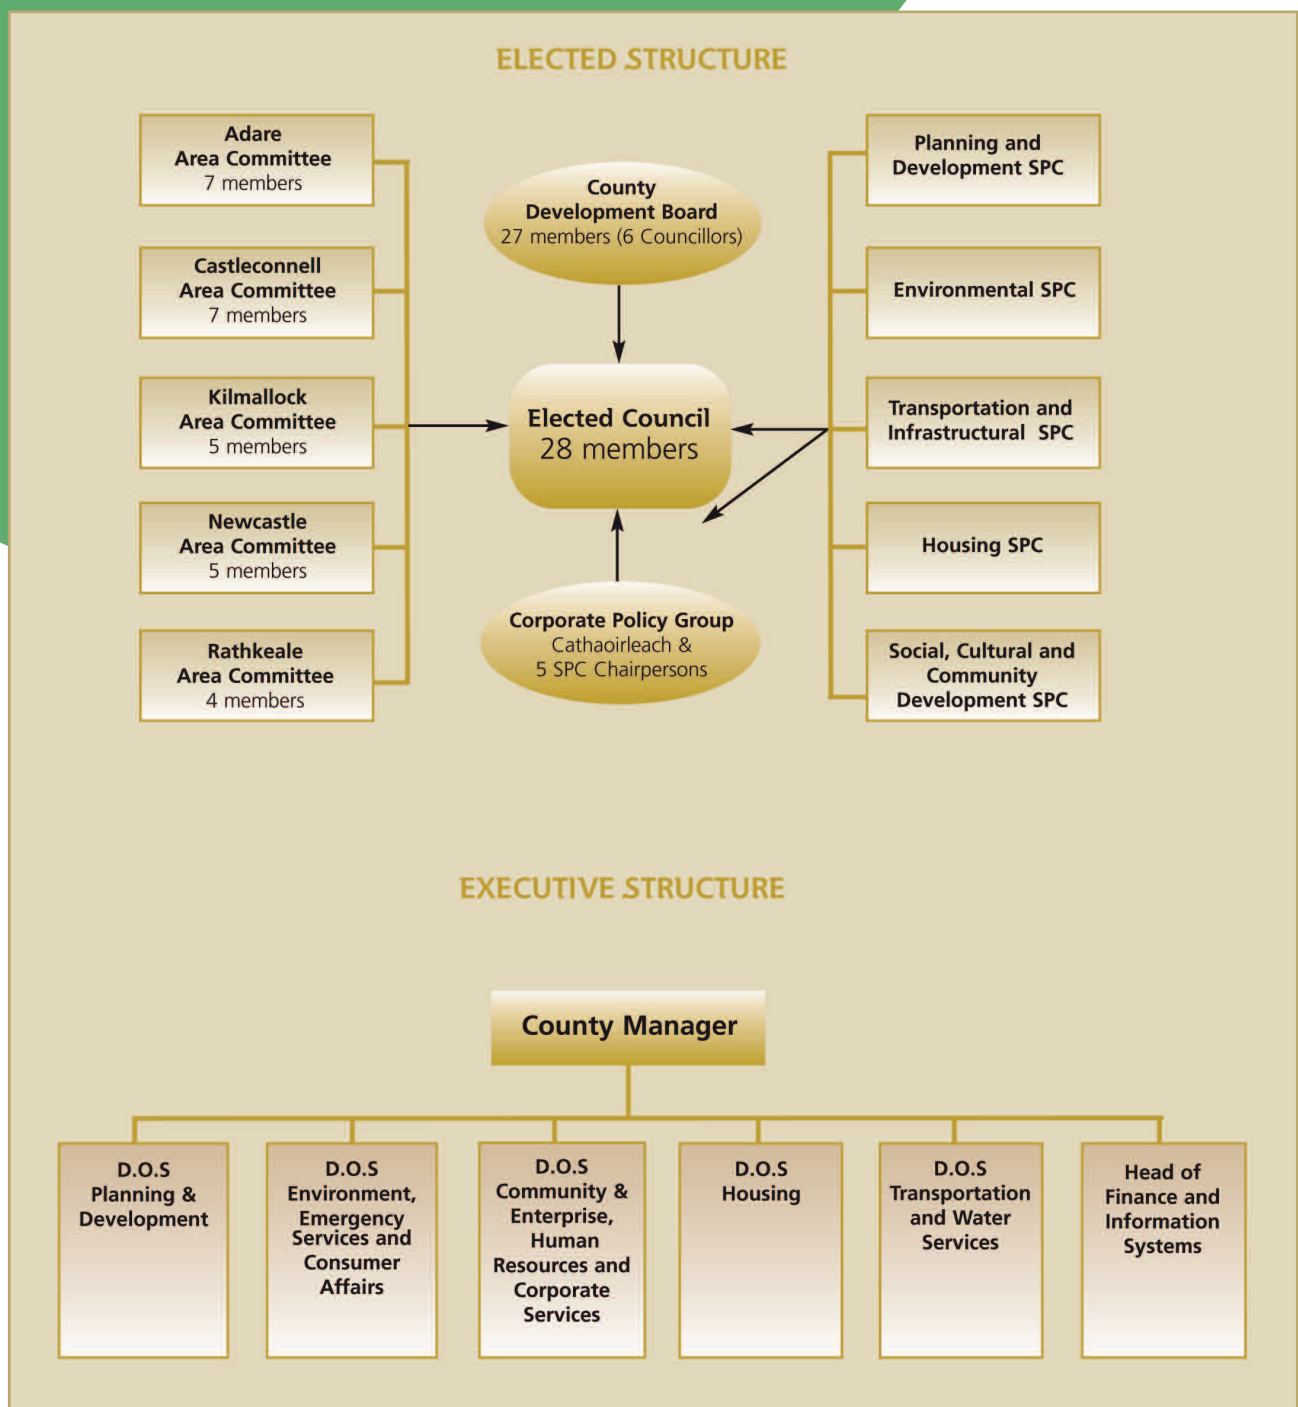 ELECTED STRUCTURE
Adare
Area Committee
7 members
Castleconnell
Area Committee
7 members
Kilmallock
Area Committee
5 members
Newcastle
Area Committee
5 members
Rathkeale
Area Committee
4 members
County
Development Board
27 members (6 Councillors)
Elected Council
28 members
Corporate Policy Group
Cathaoirleach &
5 SPC Chairpersons
Planning and
Development SPC
Environmental SPC
Transportation and
Infrastructural SPC
Housing SPC
Social, Cultural and
Community
Development SPC
EXECUTIVE STRUCTURE
County Manager
D.O.S
Planning &
Development
D.O.S
Environment,
Emergency
Services and
Consumer
Affairs
D.O.S
Community &
Enterprise,
Human
Resources and
Corporate
Services
D.O.S
Housing
D.O.S
Transportation
and Water
Services
Head of
Finance and
Information
Systems